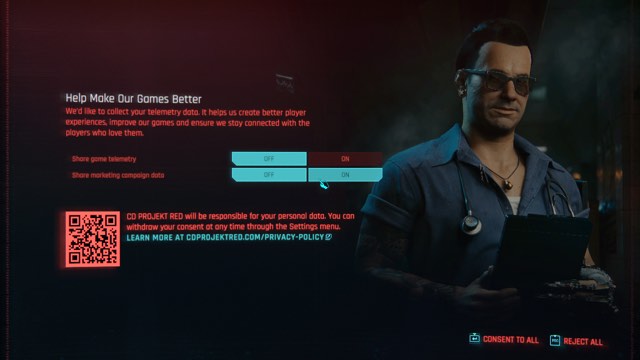 Help Make Our Games Better
We'd like to collect your telemetry data. It helps us create better player
experiences, improve our games and ensure we stay connected with the
players who love them.
Share game telemetry OFF ON
Share marketing campaign data OFF ON
CD PROJEKT RED will be responsible for your personal data. You can
withdraw your consent at any time through the Settings menu.
LEARN MORE AT CDPROJEKTRED.COM/PRIVACY-POLICY
CONSENT TO ALL REJECT ALL